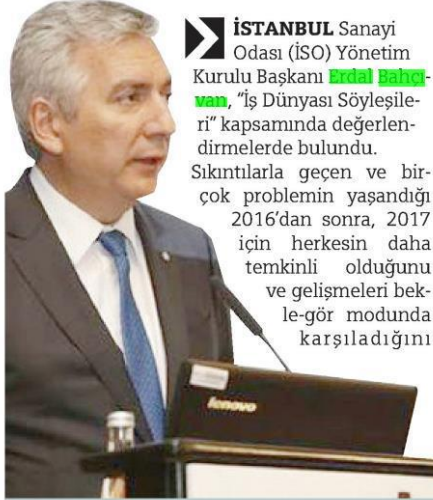 İSTANBUL Sanayi
Odası (İSO) Yönetim
Kurulu Başkanı Erdal Bahçı-
van, “İş Dünyası Söyleşile-
ri” kapsamında değerlen-
dirmelerde bulundu.
Sıkıntılarla geçen ve bir-
çok problemin yaşandığı
2016’dan sonra, 2017
için herkesin daha
temkinli olduğunu
ve gelişmeleri bek-
le-gör modunda
karşıladığını
lenovo